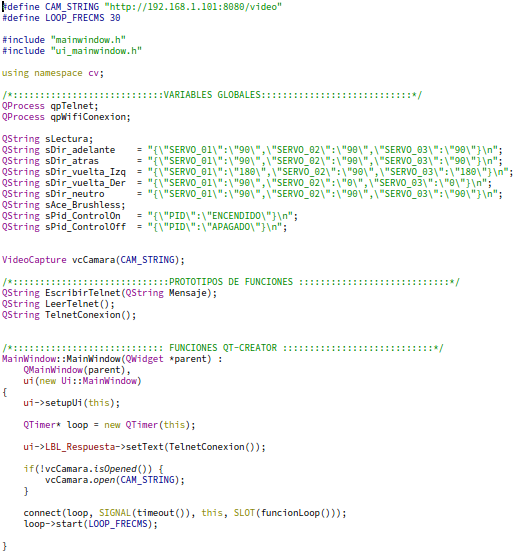 #define CAM_STRING "http://192.168.1.101:8080/video"
#define LOOP_FRECMS 30
#include "mainwindow.h"
#include "ui_mainwindow.h"
using namespace cv;
/*::::::::::::::::::::::::::::VARIABLES GLOBALES::::::::::::::::::::::::::::*/
QProcess qpTelnet;
QProcess qpWifiConexion;
QString sLectura;
QString sDir_adelante    = "{\"SERVO_01\":\"90\",\"SERVO_02\":\"90\",\"SERVO_03\":\"90\"}\n";
QString sDir_atras       = "{\"SERVO_01\":\"90\",\"SERVO_02\":\"90\",\"SERVO_03\":\"90\"}\n";
QString sDir_vuelta_Izq  = "{\"SERVO_01\":\"180\",\"SERVO_02\":\"90\",\"SERVO_03\":\"180\"}\n";
QString sDir_vuelta_Der  = "{\"SERVO_01\":\"90\",\"SERVO_02\":\"0\",\"SERVO_03\":\"0\"}\n";
QString sDir_neutro      = "{\"SERVO_01\":\"90\",\"SERVO_02\":\"90\",\"SERVO_03\":\"90\"}\n";
QString sAce_Brushless;
QString sPid_ControlOn   = "{\"PID\":\"ENCENDIDO\"}\n";
QString sPid_ControlOff  = "{\"PID\":\"APAGADO\"}\n";
VideoCapture vcCamara(CAM_STRING);
/*:::::::::::::::::::::::::::::PROTOTIPOS DE FUNCIONES ::::::::::::::::::::::::::::*/
QString EscribirTelnet(QString Mensaje);
QString LeerTelnet();
QString TelnetConexion();
/*:::::::::::::::::::::::::::: FUNCIONES QT-CREATOR ::::::::::::::::::::::::::::*/
MainWindow::MainWindow(QWidget *parent) :
    QMainWindow(parent),
    ui(new Ui::MainWindow)
{
    ui->setupUi(this);
    QTimer* loop = new QTimer(this);
    ui->LBL_Respuesta->setText(TelnetConexion());
    if(!vcCamara.isOpened()) {
        vcCamara.open(CAM_STRING);
    }
    connect(loop, SIGNAL(timeout()), this, SLOT(funcionLoop()));
    loop->start(LOOP_FRECMS);
}